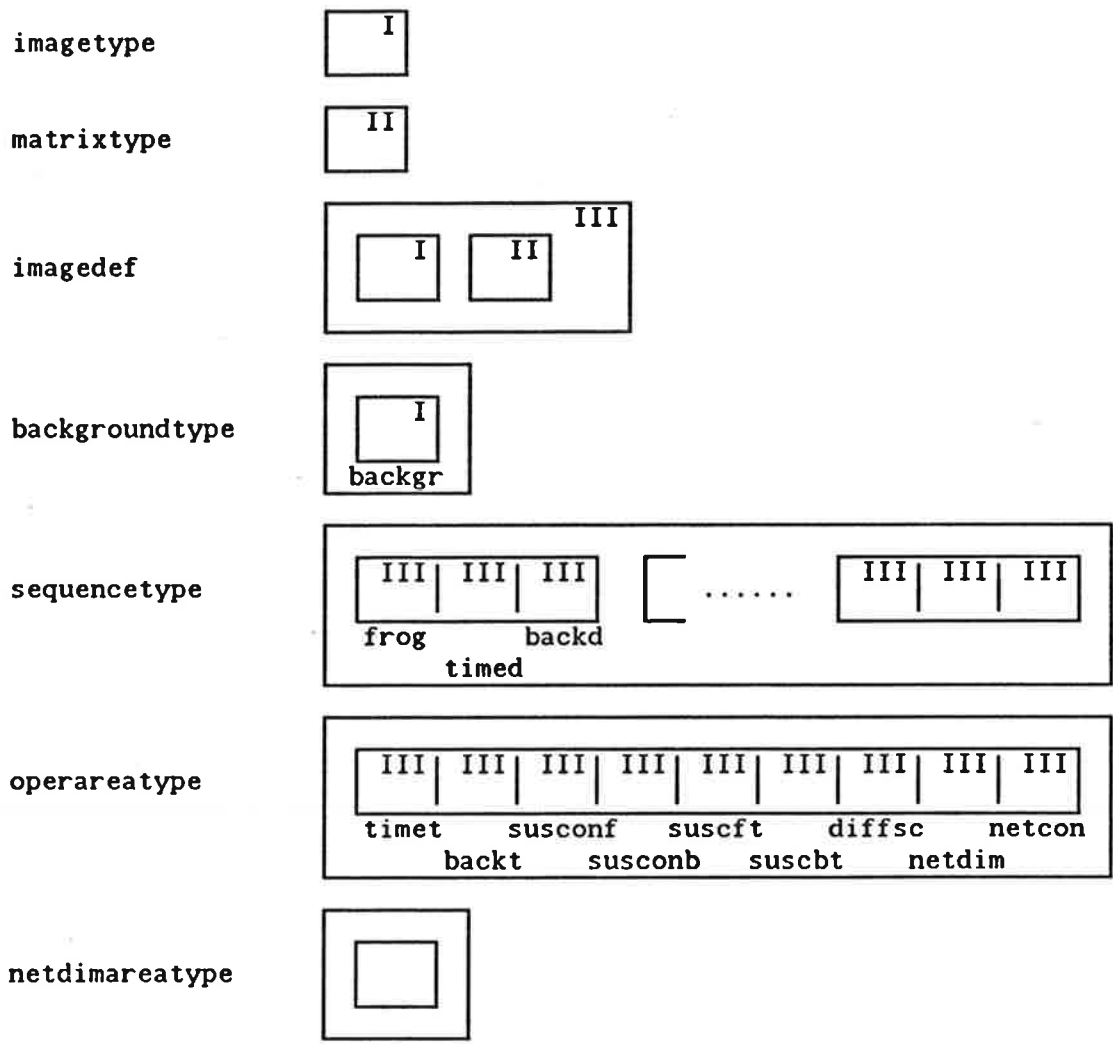 imagetype I
matrixtype II
III
imagedef I II
backgroundtype I
backgr
sequencetype III III III ...... III III III
frog backd
timed
operareatype III III III III III III III III III
timet susconf suscft diffsc netcon
backt susconb suscbt netdim
netdimareatype